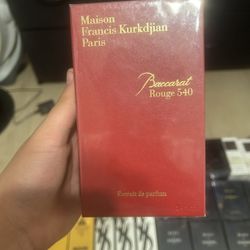 Maison
Francis Kurkdjian
Paris
Baccarat
Rouge 540
Extrait de parfum